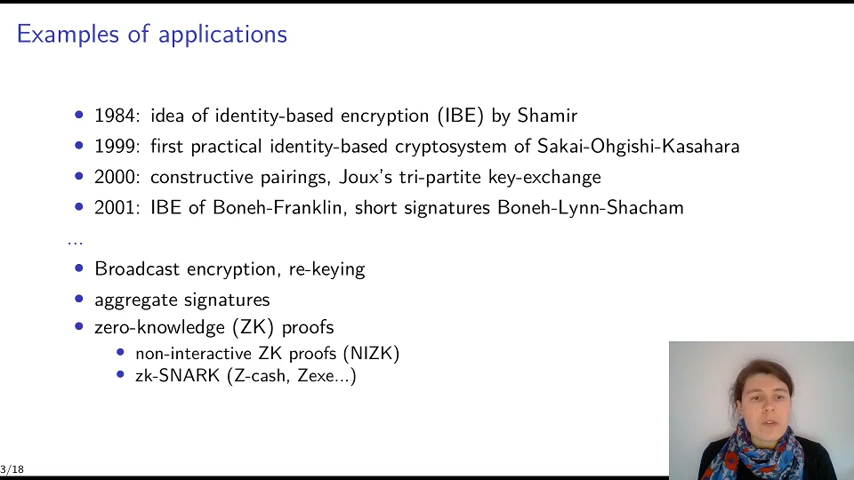 Examples of applications
• 1984: idea of identity-based encryption (IBE) by Shamir
• 1999: first practical identity-based cryptosystem of Sakai-Ohgishi-Kasahara
• 2000: constructive pairings, Joux's tri-partite key-exchange
• 2001: IBE of Boneh-Franklin, short signatures Boneh-Lynn-Shacham
...
• Broadcast encryption, re-keying
• aggregate signatures
• zero-knowledge (ZK) proofs
• non-interactive ZK proofs (NIZK)
• zk-SNARK (Z-cash, Zexe...)
3/18